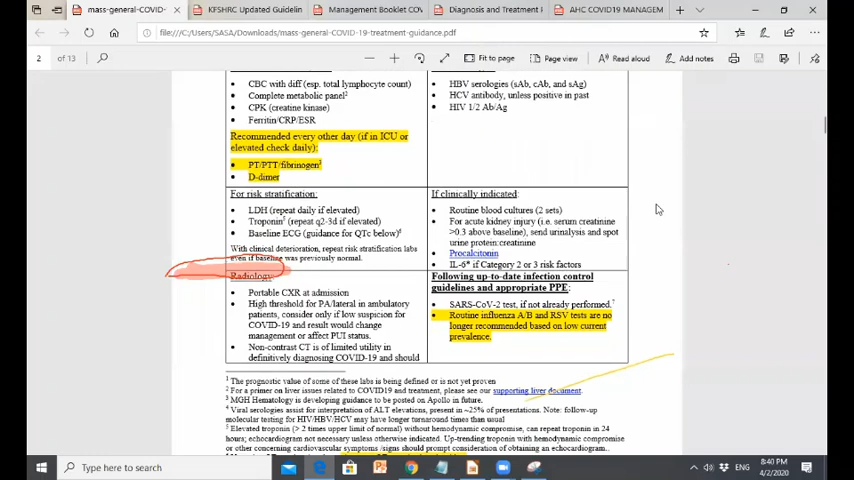 mass-general-COVID-
KFSHRC Updated Guidelin
Management Booklet COV
Diagnosis and Treatment
AHC COVID19 MANAGEM
file:///C:/Users/SASA/Downloads/mass-general-COVID-19-treatment-guidance.pdf
2 of 13
Fit to page
Page view
Read aloud
Add notes
• CBC with diff (esp. total lymphocyte count)
• Complete metabolic panel2
• CPK (creatine kinase)
• Ferritin/CRP/ESR
Recommended every other day (if in ICU or
elevated check daily):
• PT/PTT/fibrinogen3
• D-dimer
• HBV serologies (sAb, cAb, and sAg)
• HCV antibody, unless positive in past
• HIV 1/2 Ab/Ag
For risk stratification:
• LDH (repeat daily if elevated)
• Troponin5 (repeat q2-3d if elevated)
• Baseline ECG (guidance for QTc below)6
With clinical deterioration, repeat risk stratification labs
even if baseline was previously normal.
If clinically indicated:
• Routine blood cultures (2 sets)
• For acute kidney injury (i.e. serum creatinine
>0.3 above baseline), send urinalysis and spot
urine protein:creatinine
• Procalcitonin
• IL-6* if Category 2 or 3 risk factors
Radiology:
• Portable CXR at admission
• High threshold for PA/lateral in ambulatory
patients, consider only if low suspicion for
COVID-19 and result would change
management or affect PUI status.
• Non-contrast CT is of limited utility in
definitively diagnosing COVID-19 and should
Following up-to-date infection control
guidelines and appropriate PPE:
• SARS-CoV-2 test, if not already performed.7
• Routine influenza A/B and RSV tests are no
longer recommended based on low current
prevalence.
1 The prognostic value of some of these labs is being defined or is not yet proven
2 For a primer on liver issues related to COVID19 and treatment, please see our supporting liver document.
3 MGH Hematology is developing guidance to be posted on Apollo in future.
4 Viral serologies assist for interpretation of ALT elevations, present in ~25% of presentations. Note: follow-up
molecular testing for HIV/HBV/HCV may have longer turnaround times than usual
5 Elevated troponin (> 2 times upper limit of normal) without hemodynamic compromise, can repeat troponin in 24
hours; echocardiogram not necessary unless otherwise indicated. Up-trending troponin with hemodynamic compromise
or other concerning cardiovascular symptoms /signs should prompt consideration of obtaining an echocardiogram..
Type here to search
ENG
8:40 PM
4/2/2020